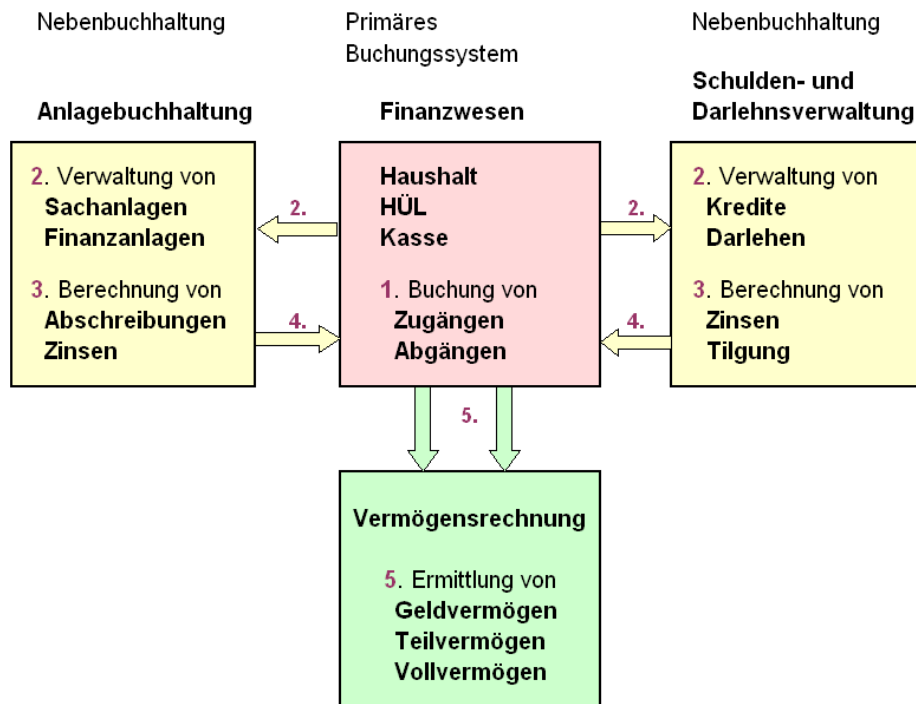 Nebenbuchhaltung
Anlagebuchhaltung
2. Verwaltung von
Sachanlagen
Finanzanlagen
3. Berechnung von
Abschreibungen
Zinsen
2.
4.
Primäres
Buchungssystem
Finanzwesen
Haushalt
HÜL
Kasse
1. Buchung von
Zugängen
Abgängen
2.
4.
Nebenbuchhaltung
Schulden- und
Darlehnsverwaltung
2. Verwaltung von
Kredite
Darlehen
3. Berechnung von
Zinsen
Tilgung
5.
Vermögensrechnung
5. Ermittlung von
Geldvermögen
Teilvermögen
Vollvermögen